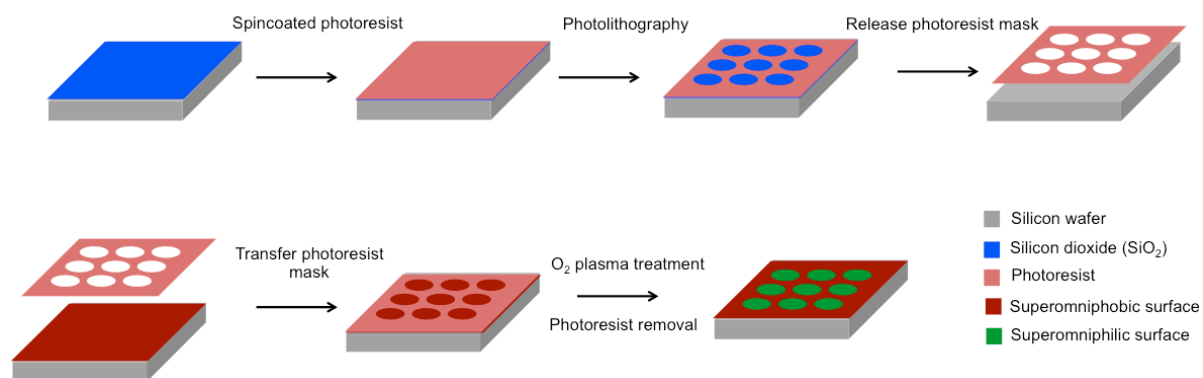 Spincoated photoresist
Photolithography
Release photoresist mask
Transfer photoresist
mask
O₂ plasma treatment
Photoresist removal
Silicon wafer
Silicon dioxide (SiO₂)
Photoresist
Superomniphobic surface
Superomniphilic surface